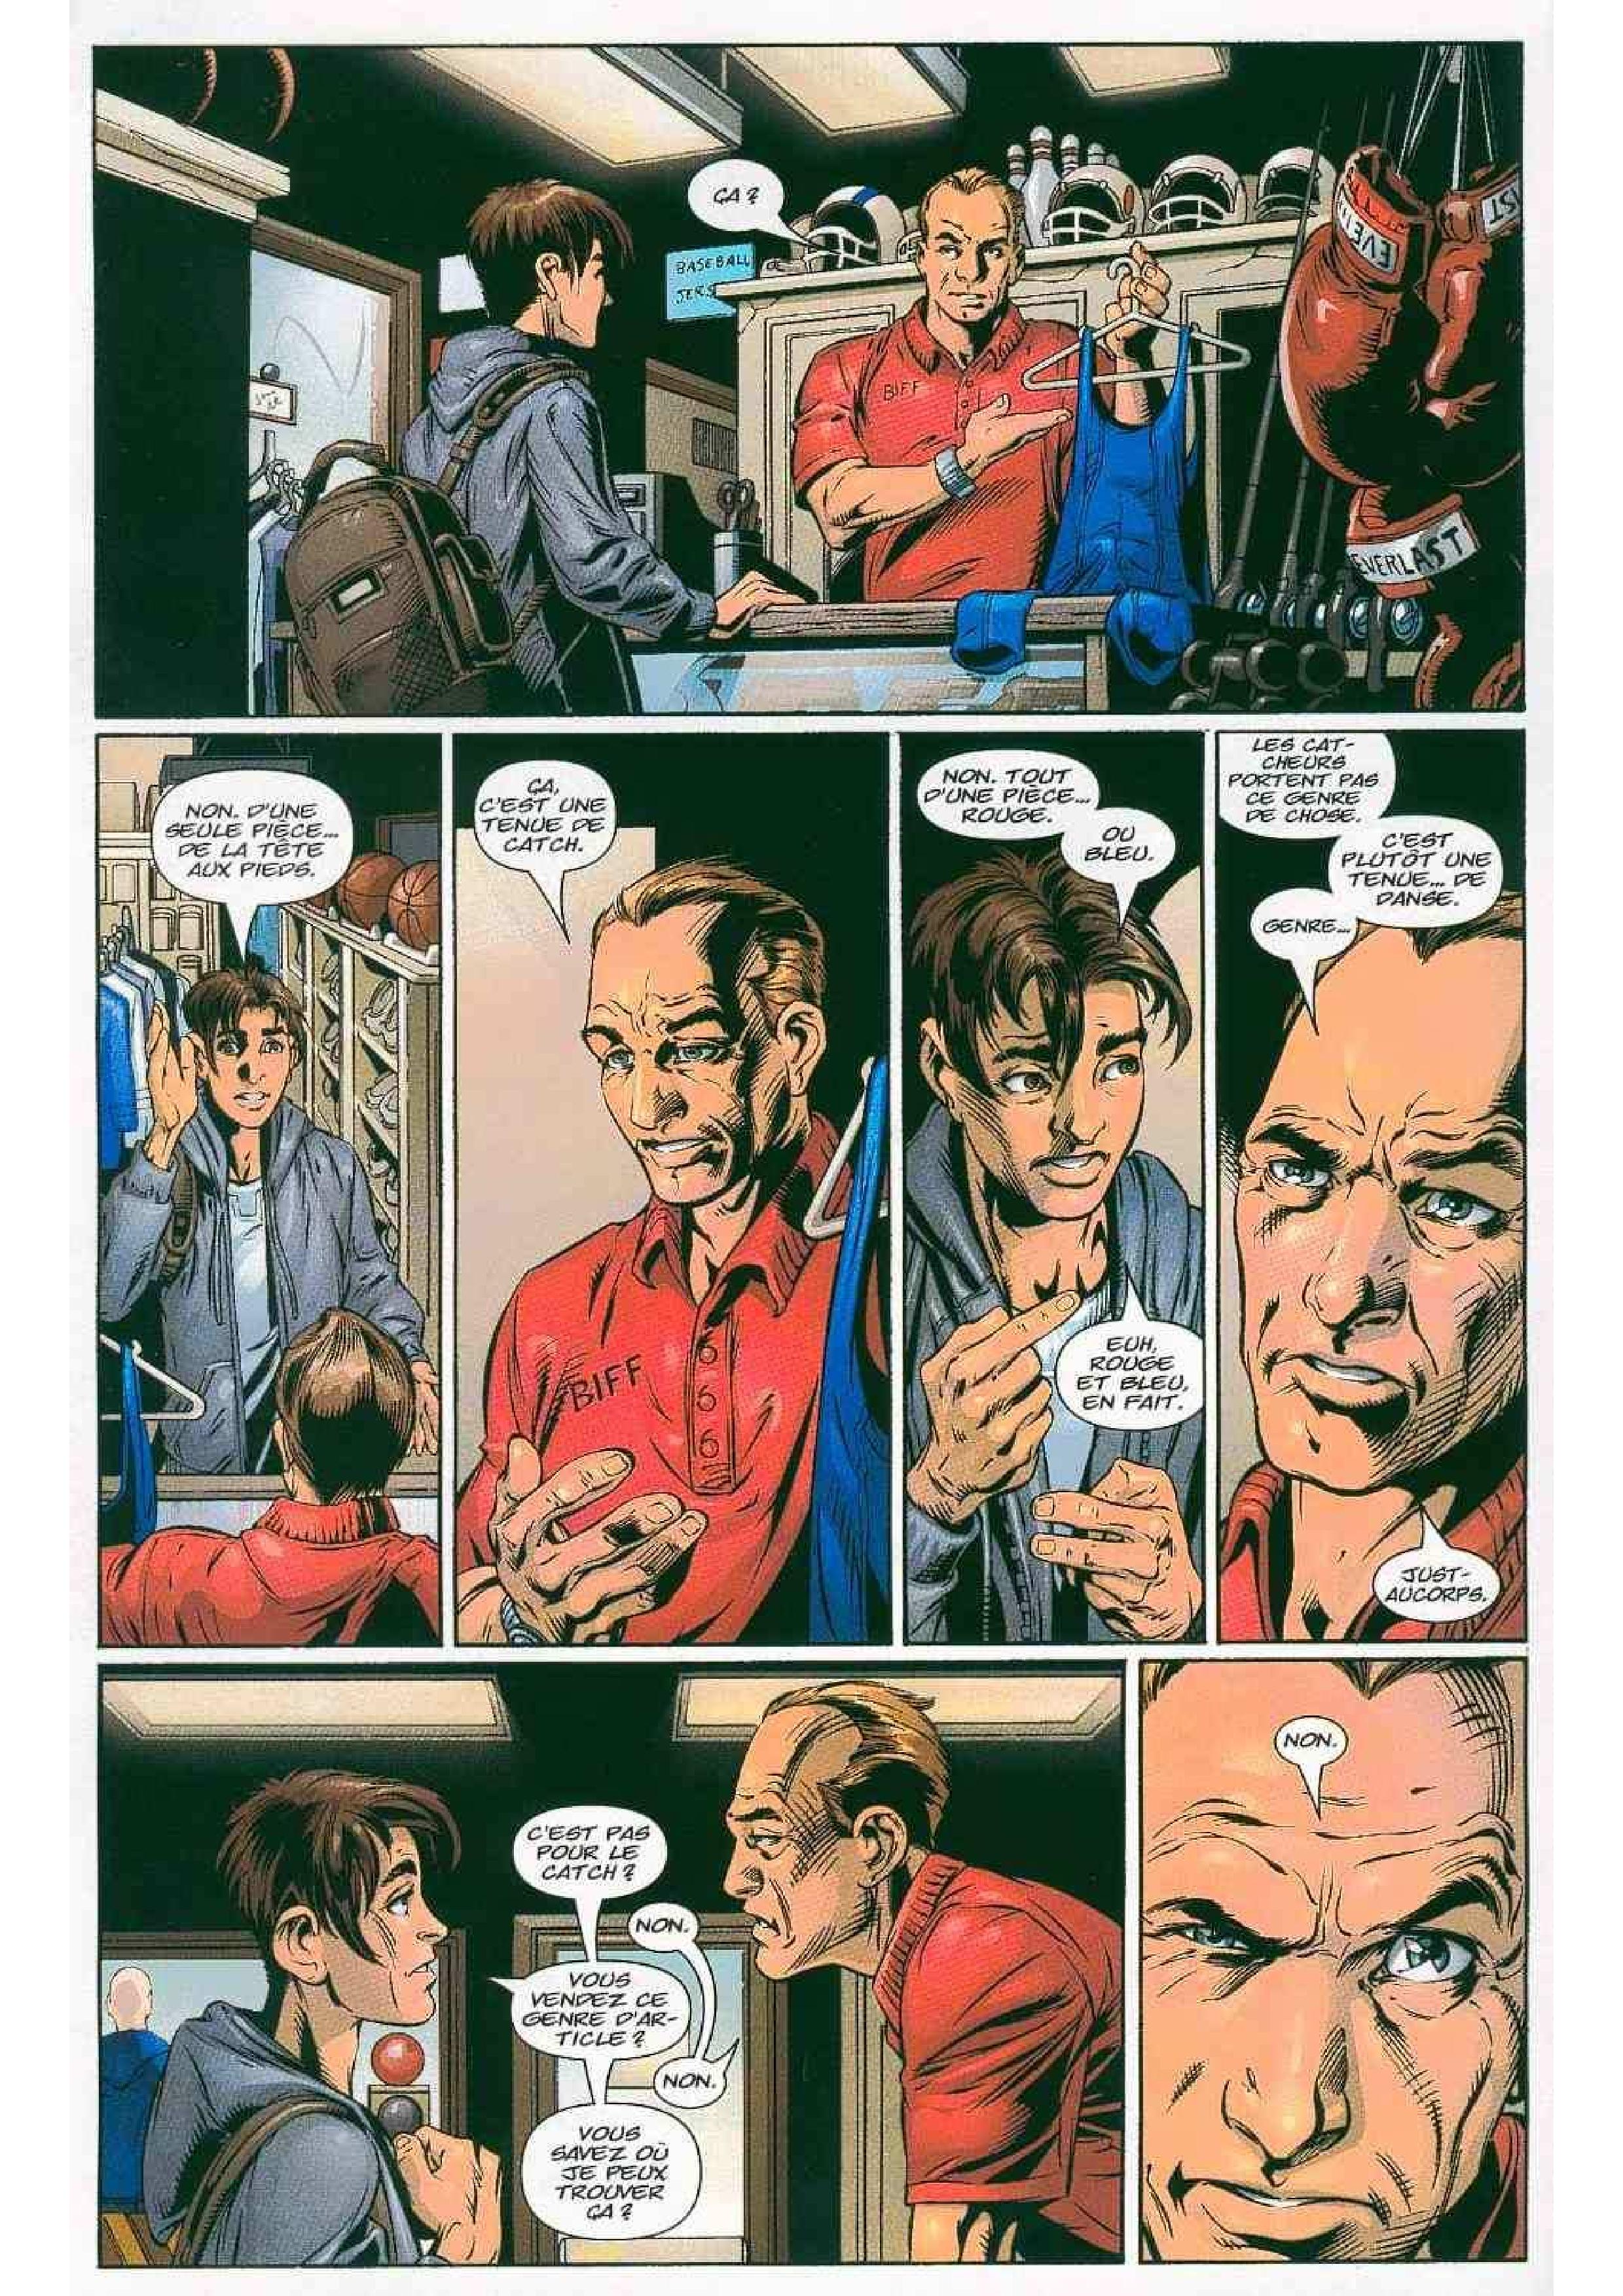 ÇA ?
BASEBALL
JERS
BIFF
EVERLAST
NON. D'UNE
SEULE PIÈCE...
DE LA TÊTE
AUX PIEDS.
ÇA,
C'EST UNE
TENUE DE
CATCH.
BIFF
NON. TOUT
D'UNE PIÈCE...
ROUGE.
OU
BLEU.
EUH,
ROUGE
ET BLEU,
EN FAIT.
LES CAT-
CHEURS
PORTENT PAS
CE GENRE
DE CHOSE.
C'EST
PLUTÔT UNE
TENUE... DE
DANSE.
GENRE...
JUST-
AUCORPS.
C'EST PAS
POUR LE
CATCH ?
NON.
VOUS
VENDEZ CE
GENRE D'AR-
TICLE ?
NON.
VOUS
SAVEZ OÙ
JE PEUX
TROUVER
ÇA ?
NON.